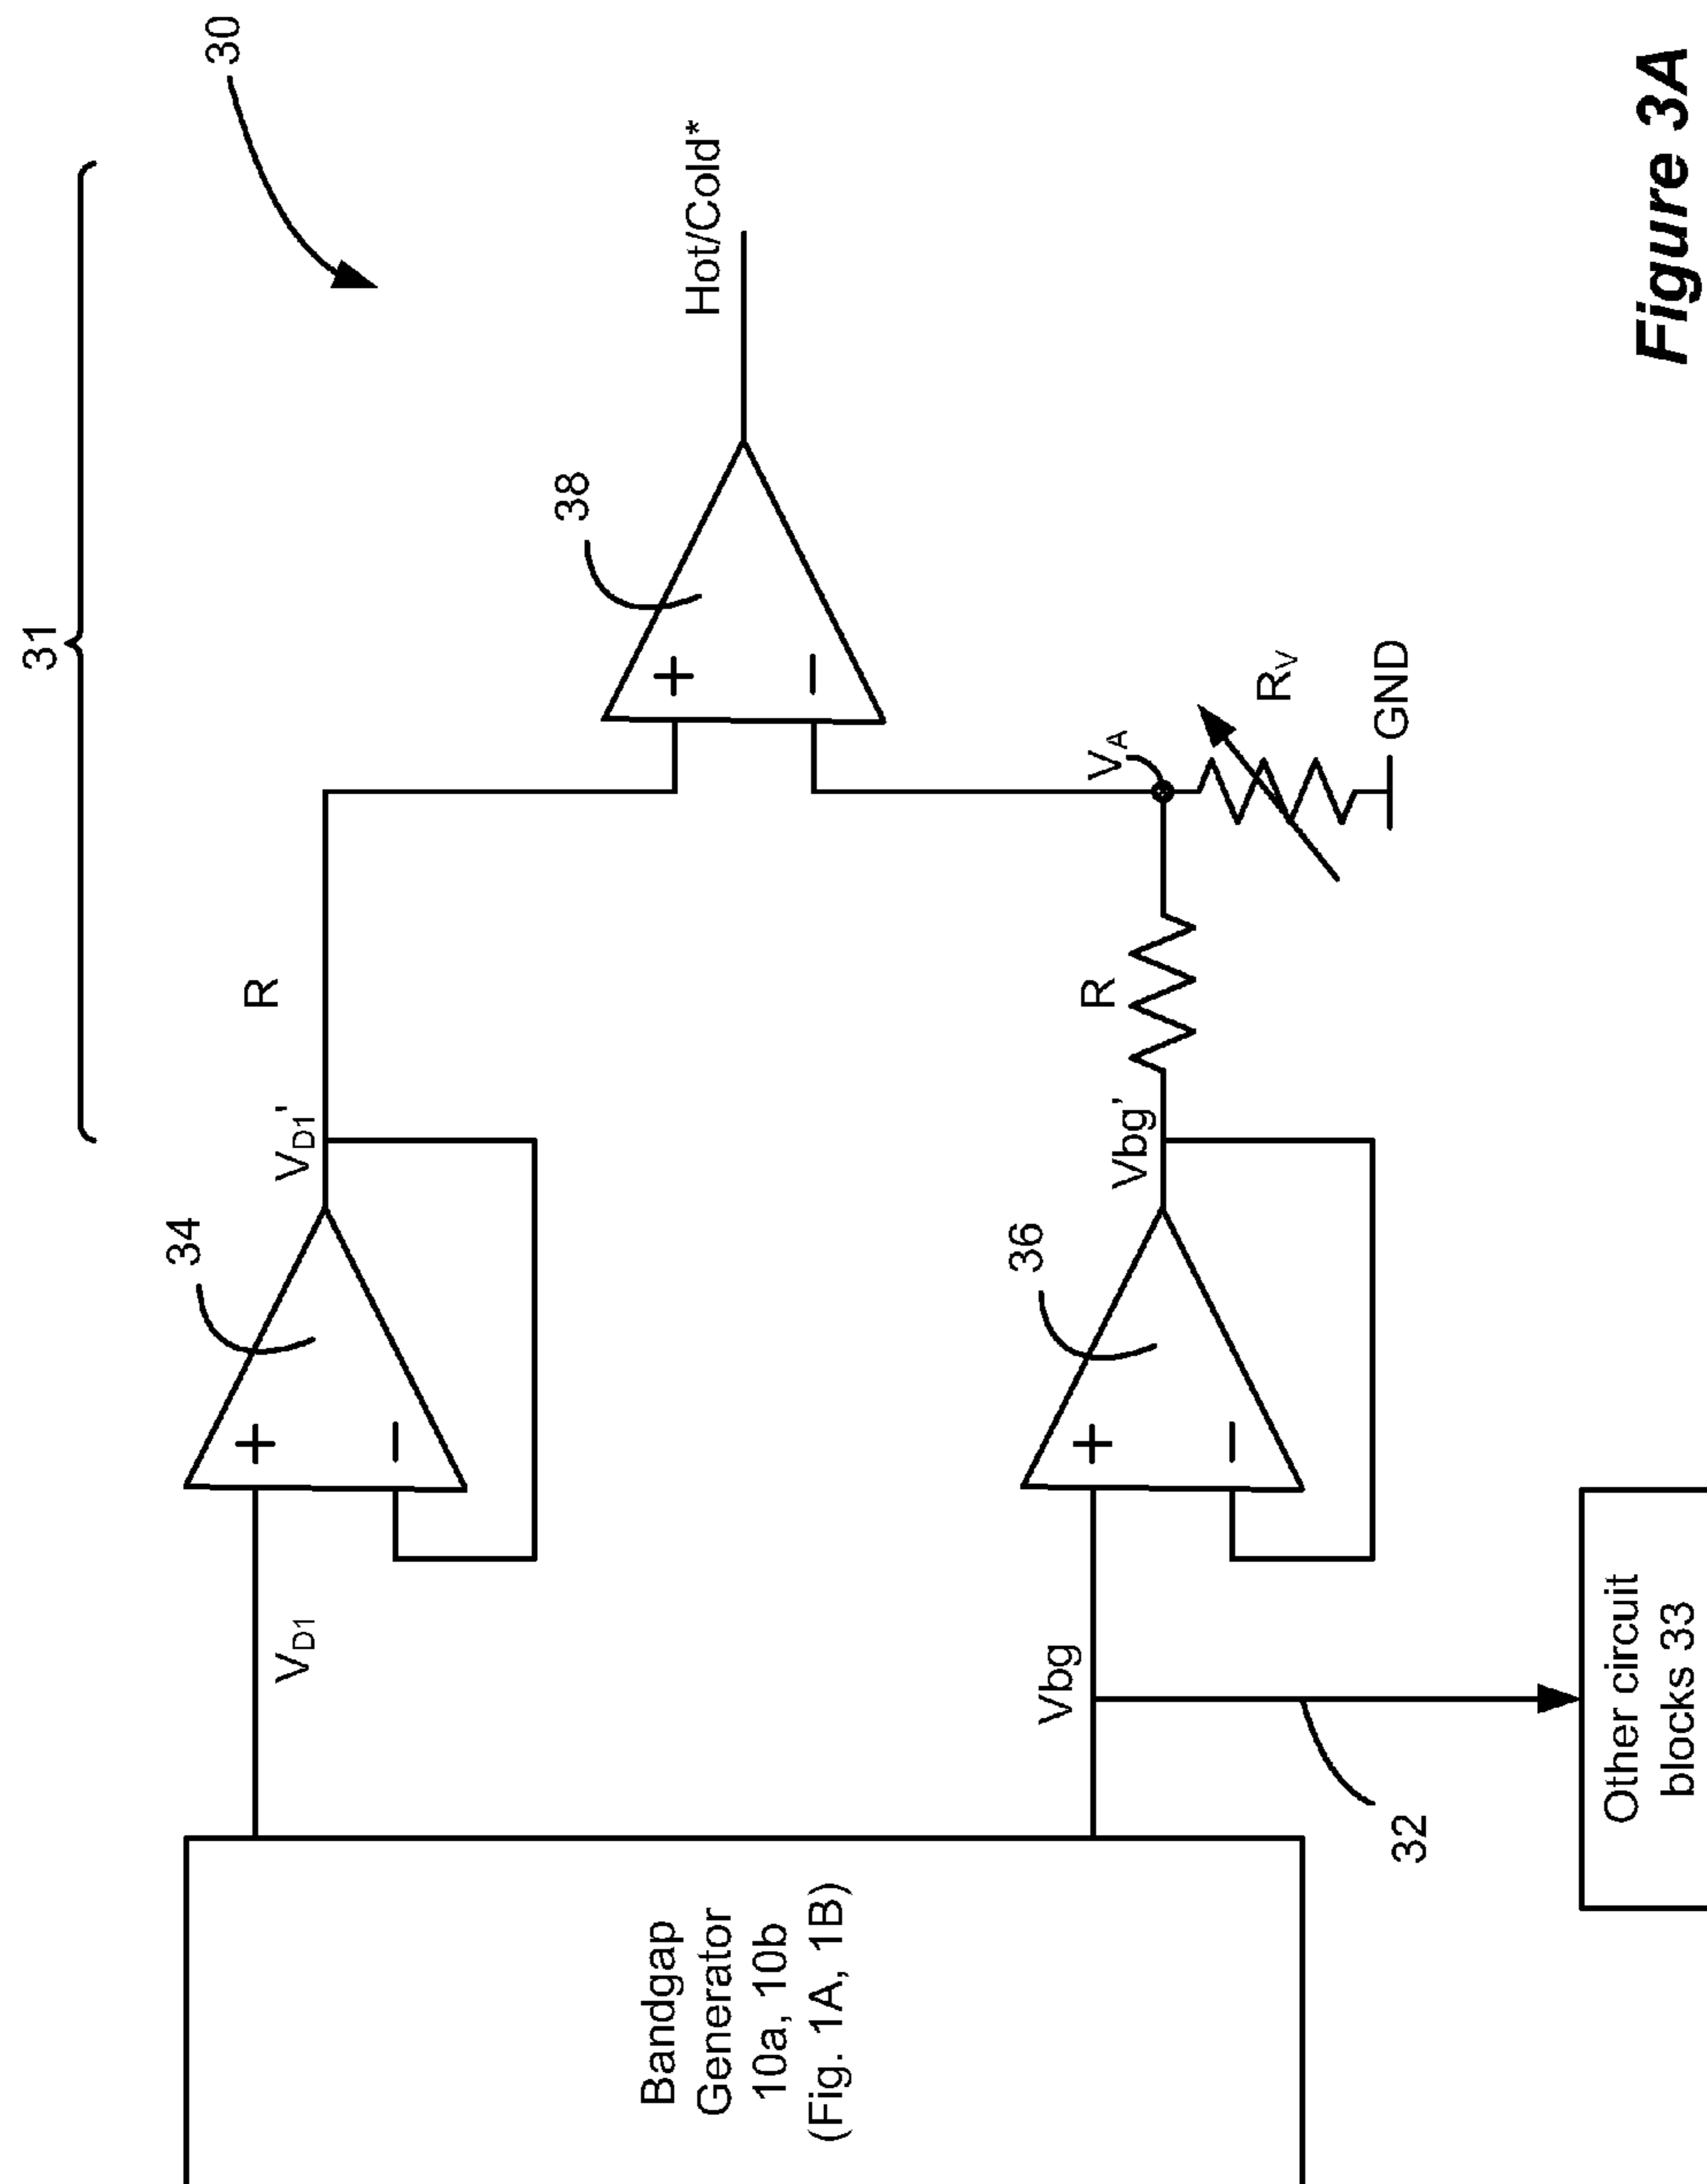 31
30
34
V_D1
V_D1'
R
38
Hot/Cold*
Bandgap
Generator
10a, 10b
(Fig. 1A, 1B)
+
−
+
−
36
Vbg
Vbg’
R
V_A
+
−
R_V
GND
32
Other circuit
blocks 33
Figure 3A